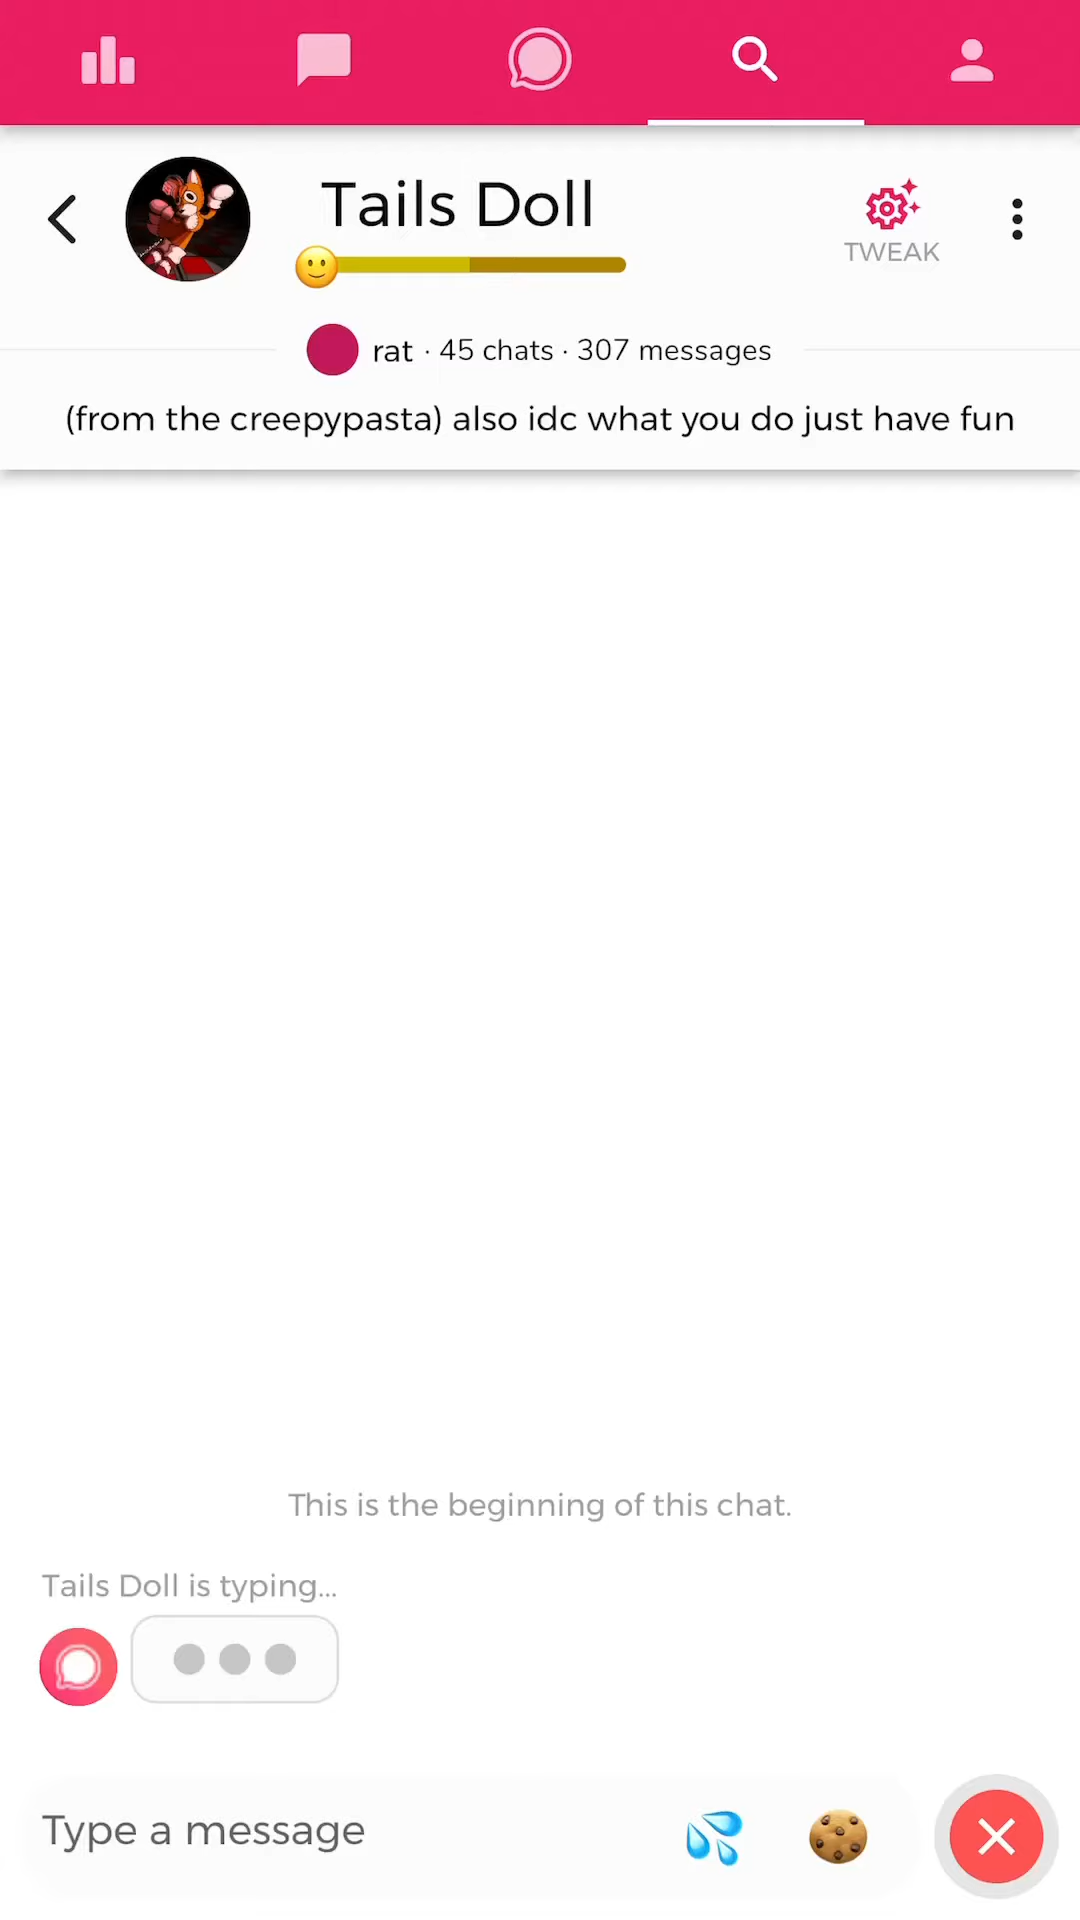 Tails Doll
TWEAK
rat · 45 chats · 307 messages
(from the creepypasta) also idc what you do just have fun
This is the beginning of this chat.
Tails Doll is typing...
Type a message